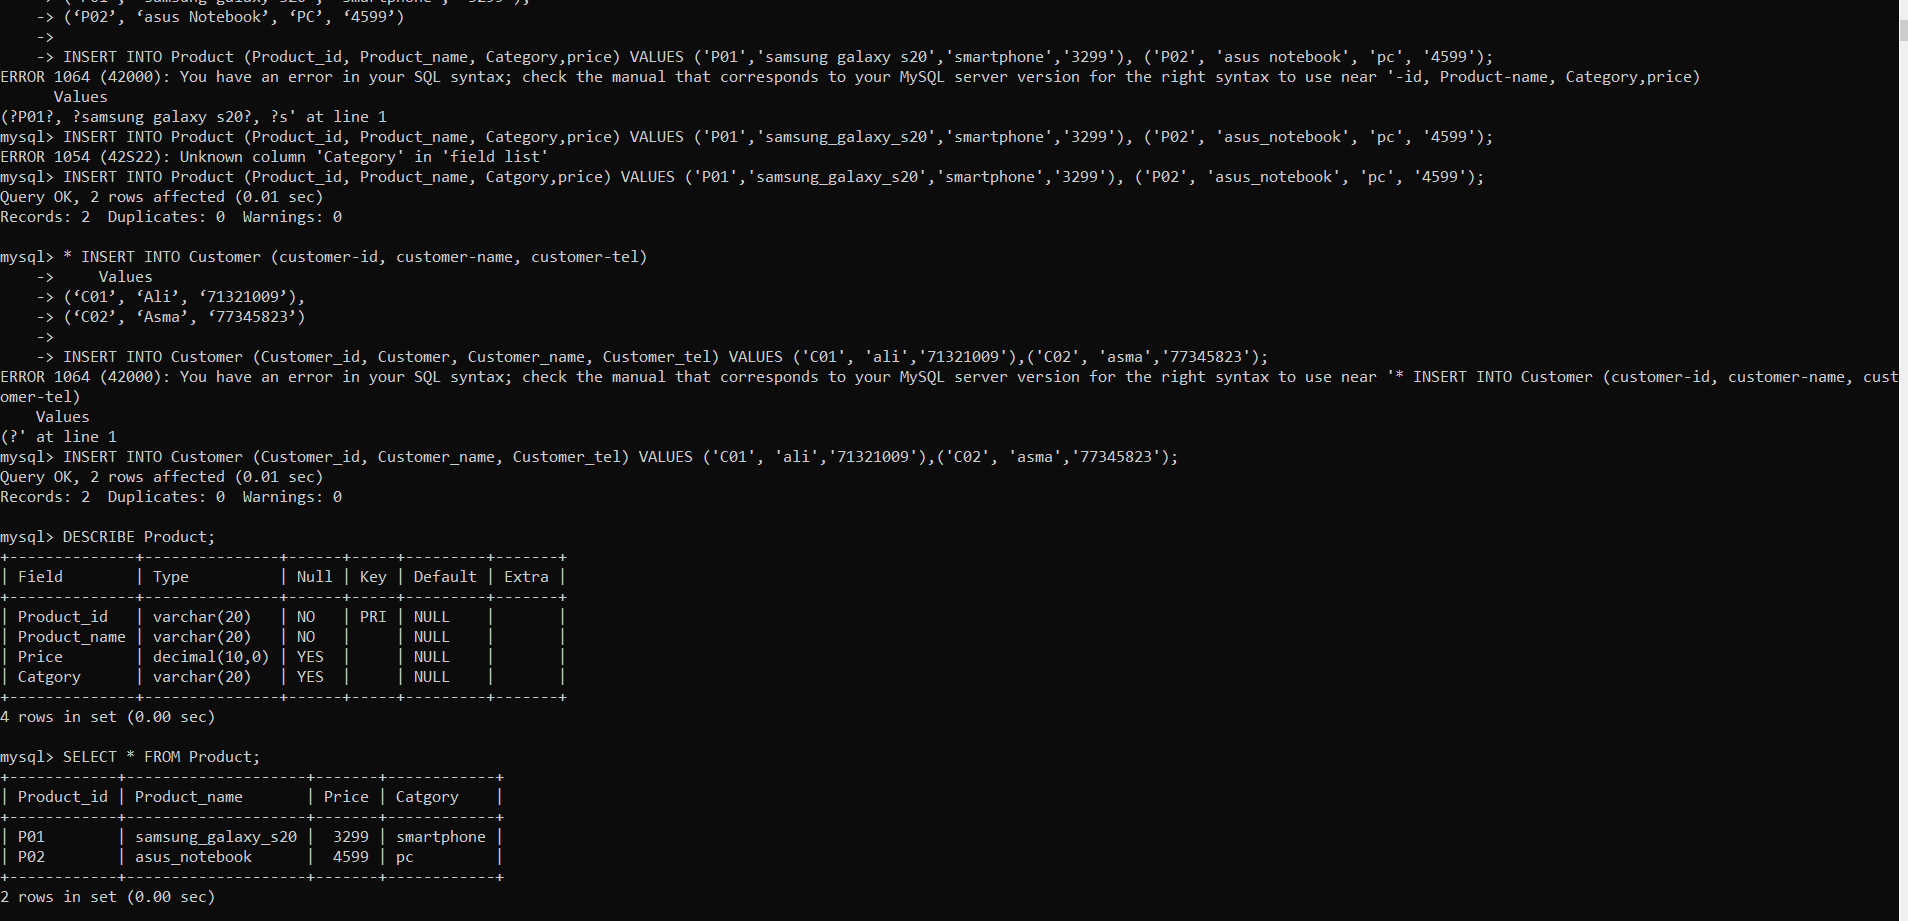 -> (‘P02’, ‘asus Notebook’, ‘PC’, ‘4599’)
    ->
    -> INSERT INTO Product (Product_id, Product_name, Category,price) VALUES ('P01','samsung galaxy s20','smartphone','3299'), ('P02', 'asus notebook', 'pc', '4599');
ERROR 1064 (42000): You have an error in your SQL syntax; check the manual that corresponds to your MySQL server version for the right syntax to use near '-id, Product-name, Category,price)
      Values
(?P01?, ?samsung galaxy s20?, ?s' at line 1
mysql> INSERT INTO Product (Product_id, Product_name, Category,price) VALUES ('P01','samsung_galaxy_s20','smartphone','3299'), ('P02', 'asus_notebook', 'pc', '4599');
ERROR 1054 (42S22): Unknown column 'Category' in 'field list'
mysql> INSERT INTO Product (Product_id, Product_name, Catgory,price) VALUES ('P01','samsung_galaxy_s20','smartphone','3299'), ('P02', 'asus_notebook', 'pc', '4599');
Query OK, 2 rows affected (0.01 sec)
Records: 2  Duplicates: 0  Warnings: 0

mysql> * INSERT INTO Customer (customer-id, customer-name, customer-tel)
    ->     Values
    -> (‘C01’, ‘Ali’, ‘71321009’),
    -> (‘C02’, ‘Asma’, ‘77345823’)
    ->
    -> INSERT INTO Customer (Customer_id, Customer, Customer_name, Customer_tel) VALUES ('C01', 'ali','71321009'),('C02', 'asma','77345823');
ERROR 1064 (42000): You have an error in your SQL syntax; check the manual that corresponds to your MySQL server version for the right syntax to use near '* INSERT INTO Customer (customer-id, customer-name, cust
omer-tel)
    Values
(?' at line 1
mysql> INSERT INTO Customer (Customer_id, Customer_name, Customer_tel) VALUES ('C01', 'ali','71321009'),('C02', 'asma','77345823');
Query OK, 2 rows affected (0.01 sec)
Records: 2  Duplicates: 0  Warnings: 0

mysql> DESCRIBE Product;
+--------------+---------------+------+-----+---------+-------+
| Field        | Type          | Null | Key | Default | Extra |
+--------------+---------------+------+-----+---------+-------+
| Product_id   | varchar(20)   | NO   | PRI | NULL    |       |
| Product_name | varchar(20)   | NO   |     | NULL    |       |
| Price        | decimal(10,0) | YES  |     | NULL    |       |
| Catgory      | varchar(20)   | YES  |     | NULL    |       |
+--------------+---------------+------+-----+---------+-------+
4 rows in set (0.00 sec)

mysql> SELECT * FROM Product;
+------------+--------------------+-------+------------+
| Product_id | Product_name       | Price | Catgory    |
+------------+--------------------+-------+------------+
| P01        | samsung_galaxy_s20 |  3299 | smartphone |
| P02        | asus_notebook      |  4599 | pc         |
+------------+--------------------+-------+------------+
2 rows in set (0.00 sec)